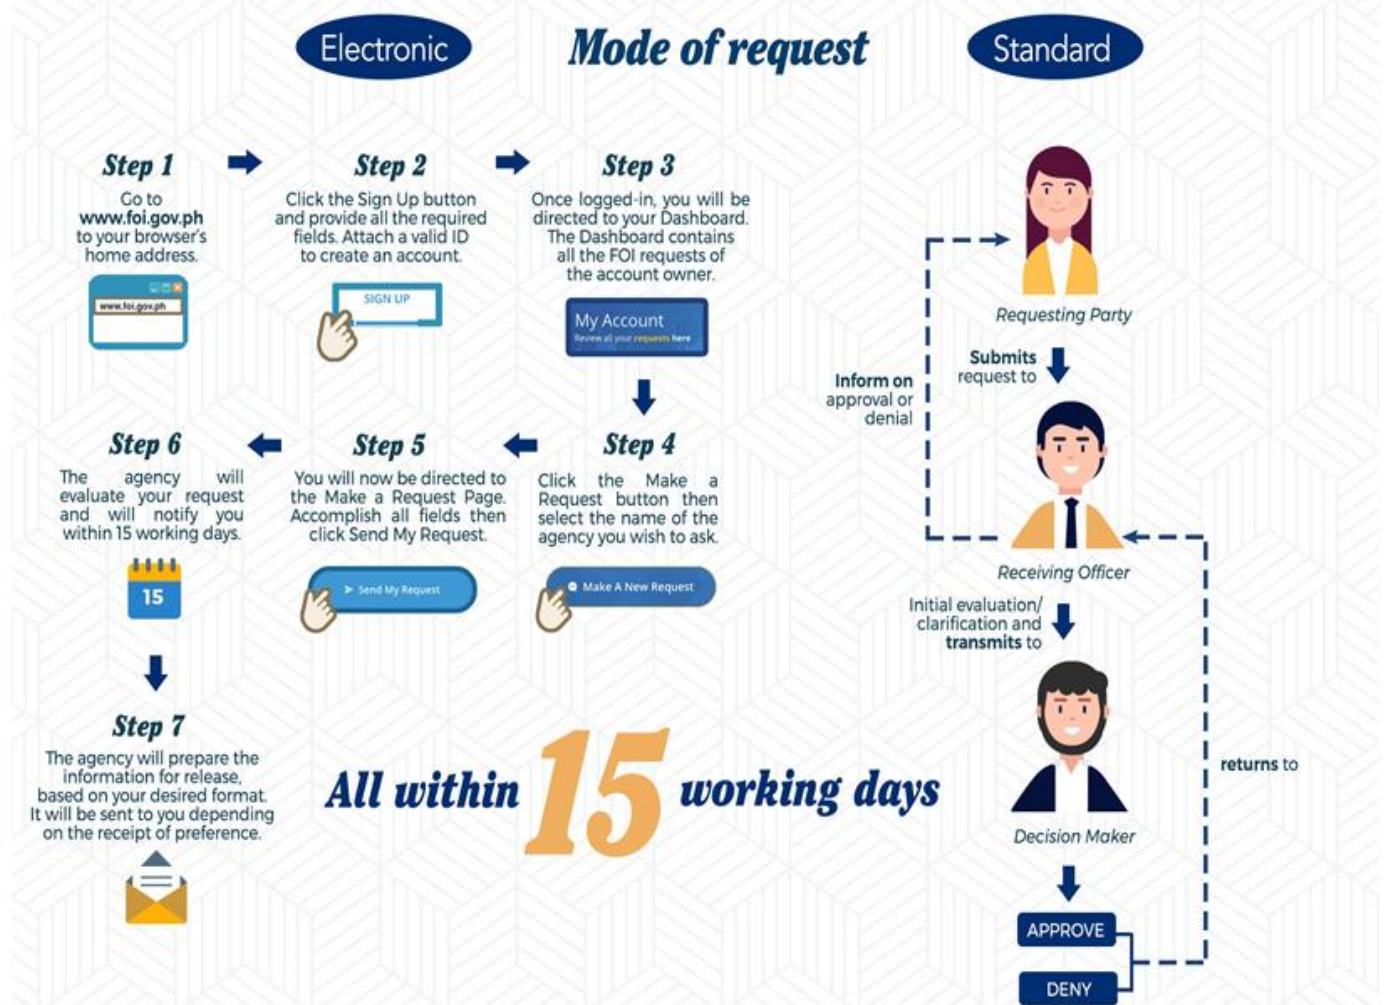 Electronic
Mode of request
Standard
Step 1
Go to
www.foi.gov.ph
to your browser's
home address.
www.foi.gov.ph
Step 2
Click the Sign Up button
and provide all the required
fields. Attach a valid ID
to create an account.
SIGN UP
Step 3
Once logged-in, you will be
directed to your Dashboard.
The Dashboard contains
all the FOI requests of
the account owner.
My Account
Review all your requests here
Step 4
Click the Make a
Request button then
select the name of the
agency you wish to ask.
Make A New Request
Step 5
You will now be directed to
the Make a Request Page.
Accomplish all fields then
click Send My Request.
Send My Request
Step 6
The agency will
evaluate your request
and will notify you
within 15 working days.
15
Step 7
The agency will prepare the
information for release,
based on your desired format.
It will be sent to you depending
on the receipt of preference.
All within 15 working days
Requesting Party
Submits
request to
Inform on
approval or
denial
Receiving Officer
Initial evaluation/
clarification and
transmits to
Decision Maker
returns to
APPROVE
DENY